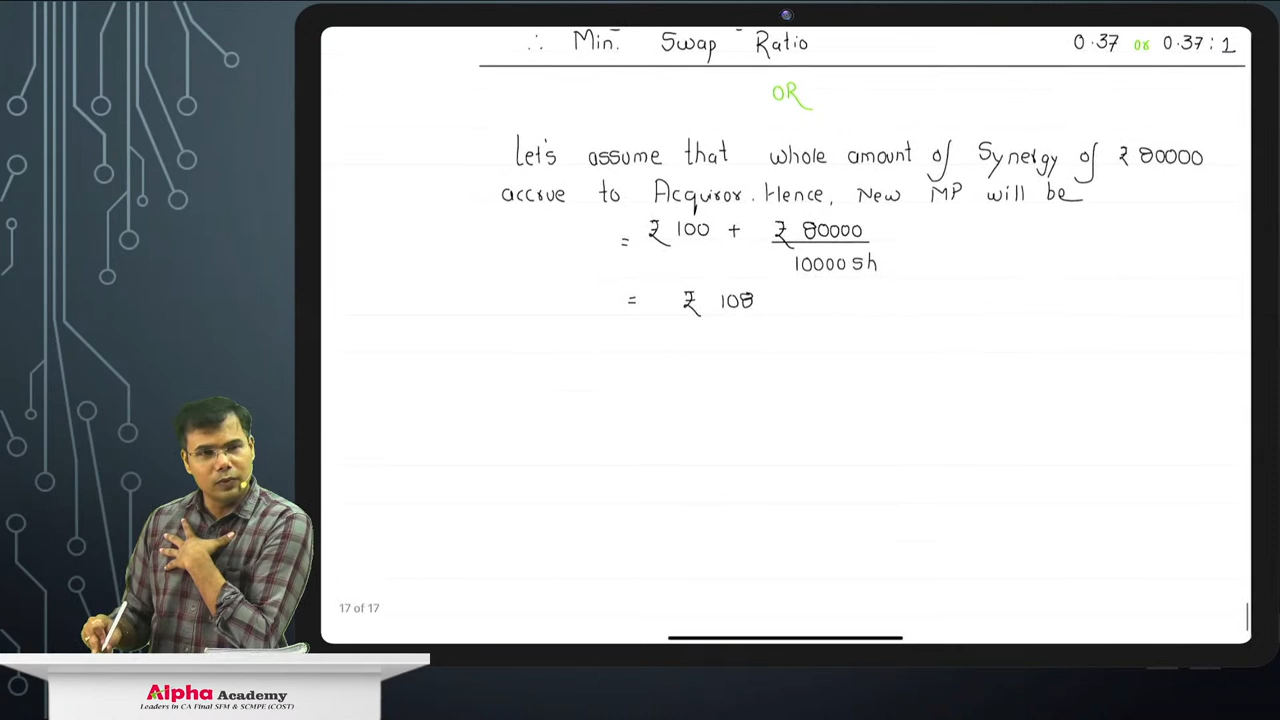 ∴ Min. Swap Ratio 0.37 or 0.37:1
OR
Let's assume that whole amount of Synergy of ₹ 80000
accrue to Acquiror. Hence, New MP will be
= ₹ 100 + ₹ 80000
10000 Sh
= ₹ 108
17 of 17
Alpha Academy
Leaders in CA Final SFM & SCMPE (COST)